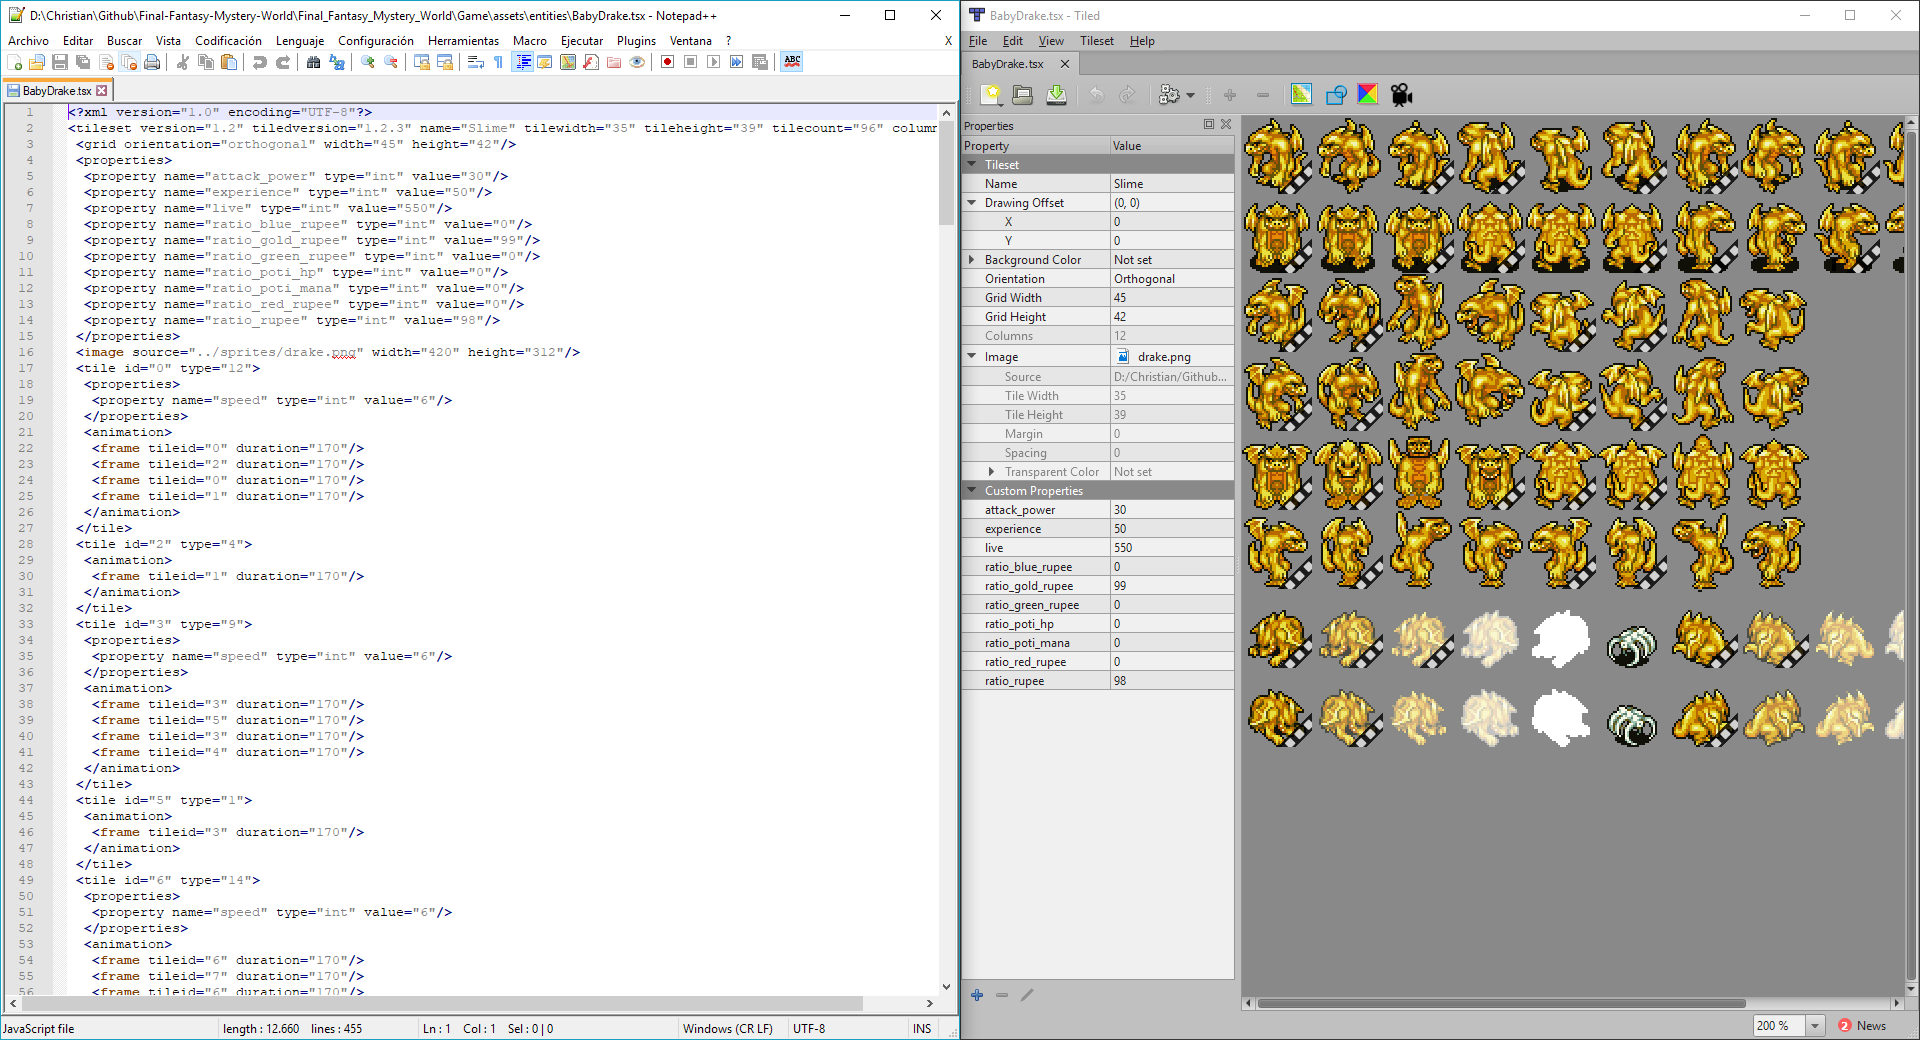 D:\Christian\Github\Final-Fantasy-Mystery-World\Final_Fantasy_Mystery_World\Game\assets\entities\BabyDrake.tsx - Notepad++
Archivo Editar Buscar Vista Codificación Lenguaje Configuración Herramientas Macro Ejecutar Plugins Ventana ? X
ABC
BabyDrake.tsx
1 <?xml version="1.0" encoding="UTF-8"?>
2 <tileset version="1.2" tiledversion="1.2.3" name="Slime" tilewidth="35" tileheight="39" tilecount="96" column
3 <grid orientation="orthogonal" width="45" height="42"/>
4 <properties>
5 <property name="attack_power" type="int" value="30"/>
6 <property name="experience" type="int" value="50"/>
7 <property name="live" type="int" value="550"/>
8 <property name="ratio_blue_rupee" type="int" value="0"/>
9 <property name="ratio_gold_rupee" type="int" value="99"/>
10 <property name="ratio_green_rupee" type="int" value="0"/>
11 <property name="ratio_poti_hp" type="int" value="0"/>
12 <property name="ratio_poti_mana" type="int" value="0"/>
13 <property name="ratio_red_rupee" type="int" value="0"/>
14 <property name="ratio_rupee" type="int" value="98"/>
15 </properties>
16 <image source="../sprites/drake.png" width="420" height="312"/>
17 <tile id="0" type="12">
18 <properties>
19 <property name="speed" type="int" value="6"/>
20 </properties>
21 <animation>
22 <frame tileid="0" duration="170"/>
23 <frame tileid="2" duration="170"/>
24 <frame tileid="0" duration="170"/>
25 <frame tileid="1" duration="170"/>
26 </animation>
27 </tile>
28 <tile id="2" type="4">
29 <animation>
30 <frame tileid="1" duration="170"/>
31 </animation>
32 </tile>
33 <tile id="3" type="9">
34 <properties>
35 <property name="speed" type="int" value="6"/>
36 </properties>
37 <animation>
38 <frame tileid="3" duration="170"/>
39 <frame tileid="5" duration="170"/>
40 <frame tileid="3" duration="170"/>
41 <frame tileid="4" duration="170"/>
42 </animation>
43 </tile>
44 <tile id="5" type="1">
45 <animation>
46 <frame tileid="3" duration="170"/>
47 </animation>
48 </tile>
49 <tile id="6" type="14">
50 <properties>
51 <property name="speed" type="int" value="6"/>
52 </properties>
53 <animation>
54 <frame tileid="6" duration="170"/>
55 <frame tileid="7" duration="170"/>
56 <frame tileid="6" duration="170"/>
JavaScript file length : 12.660 lines : 455 Ln : 1 Col : 1 Sel : 0 | 0 Windows (CR LF) UTF-8 INS
BabyDrake.tsx - Tiled
File Edit View Tileset Help
BabyDrake.tsx
Properties
Property Value
Tileset
Name Slime
Drawing Offset (0, 0)
X 0
Y 0
Background Color Not set
Orientation Orthogonal
Grid Width 45
Grid Height 42
Columns 12
Image drake.png
Source D:/Christian/Github...
Tile Width 35
Tile Height 39
Margin 0
Spacing 0
Transparent Color Not set
Custom Properties
attack_power 30
experience 50
live 550
ratio_blue_rupee 0
ratio_gold_rupee 99
ratio_green_rupee 0
ratio_poti_hp 0
ratio_poti_mana 0
ratio_red_rupee 0
ratio_rupee 98
200 % 2 News